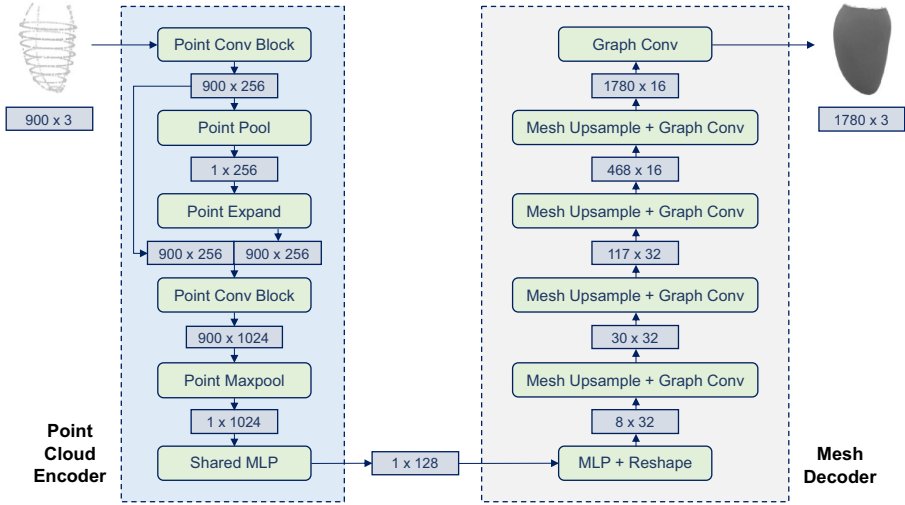 900 x 3
Point Conv Block
900 x 256
Point Pool
1 x 256
Point Expand
900 x 256
900 x 256
Point Conv Block
900 x 1024
Point Maxpool
1 x 1024
Shared MLP
Point
Cloud
Encoder
1 x 128
MLP + Reshape
8 x 32
Mesh Upsample + Graph Conv
30 x 32
Mesh Upsample + Graph Conv
117 x 32
Mesh Upsample + Graph Conv
468 x 16
Mesh Upsample + Graph Conv
1780 x 16
Graph Conv
1780 x 3
Mesh
Decoder